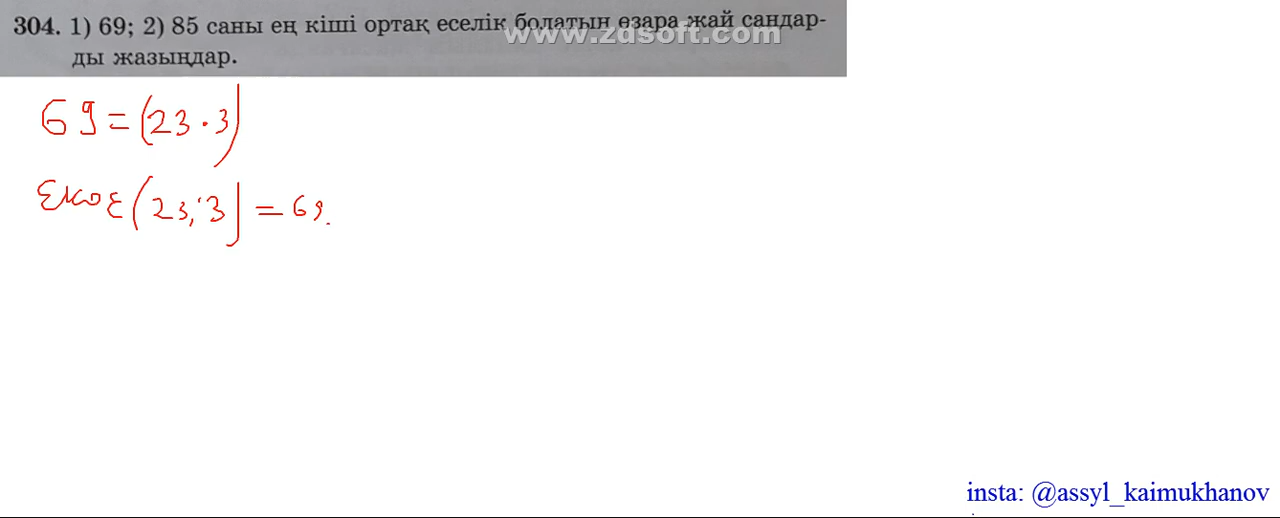 304. 1) 69; 2) 85 саны ең кіші ортақ еселік болатын өзара жай сандар-
ды жазыңдар.
www.zdsoft.com
69=(23·3)
ЕКОЕ(23; 3)=69.
insta: @assyl_kaimukhanov